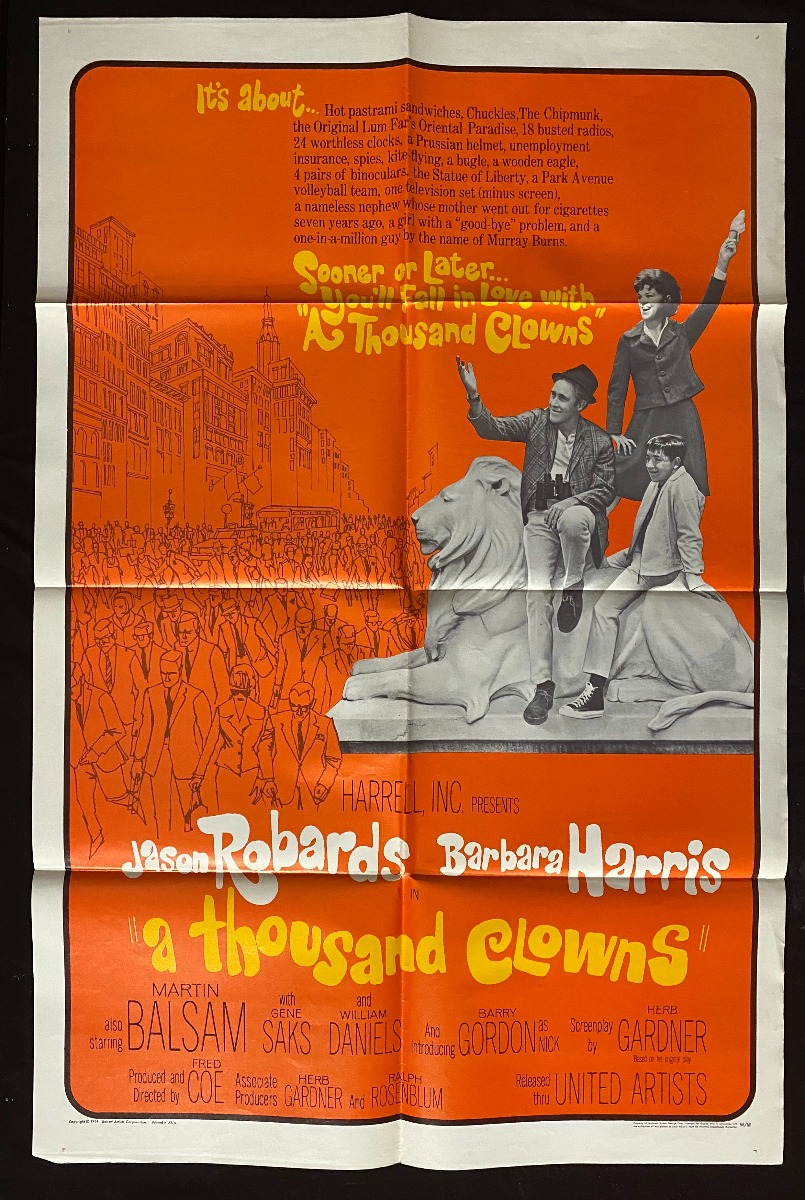 It's about... Hot pastrami sandwiches, Chuckles, The Chipmunk,
the Original Lum Far's Oriental Paradise, 18 busted radios,
24 worthless clocks, a Prussian helmet, unemployment
insurance, spies, kite-flying, a bugle, a wooden eagle,
4 pairs of binoculars, the Statue of Liberty, a Park Avenue
volleyball team, one television set (minus screen),
a nameless nephew whose mother went out for cigarettes
seven years ago, a girl with a "good-bye" problem, and a
one-in-a-million guy by the name of Murray Burns.
Sooner or Later...
You'll Fall in Love with
"A Thousand Clowns"
HARRELL, INC. PRESENTS
Jason Robards Barbara Harris
IN
"a thousand Clowns"
also starring MARTIN BALSAM with GENE SAKS and WILLIAM DANIELS And Introducing BARRY GORDON as NICK Screenplay by HERB GARDNER
Based on his original play
Produced and Directed by FRED COE Associate Producers HERB GARDNER And RALPH ROSENBLUM Released thru UNITED ARTISTS
Copyright © United Artists Corporation Printed in U.S.A.